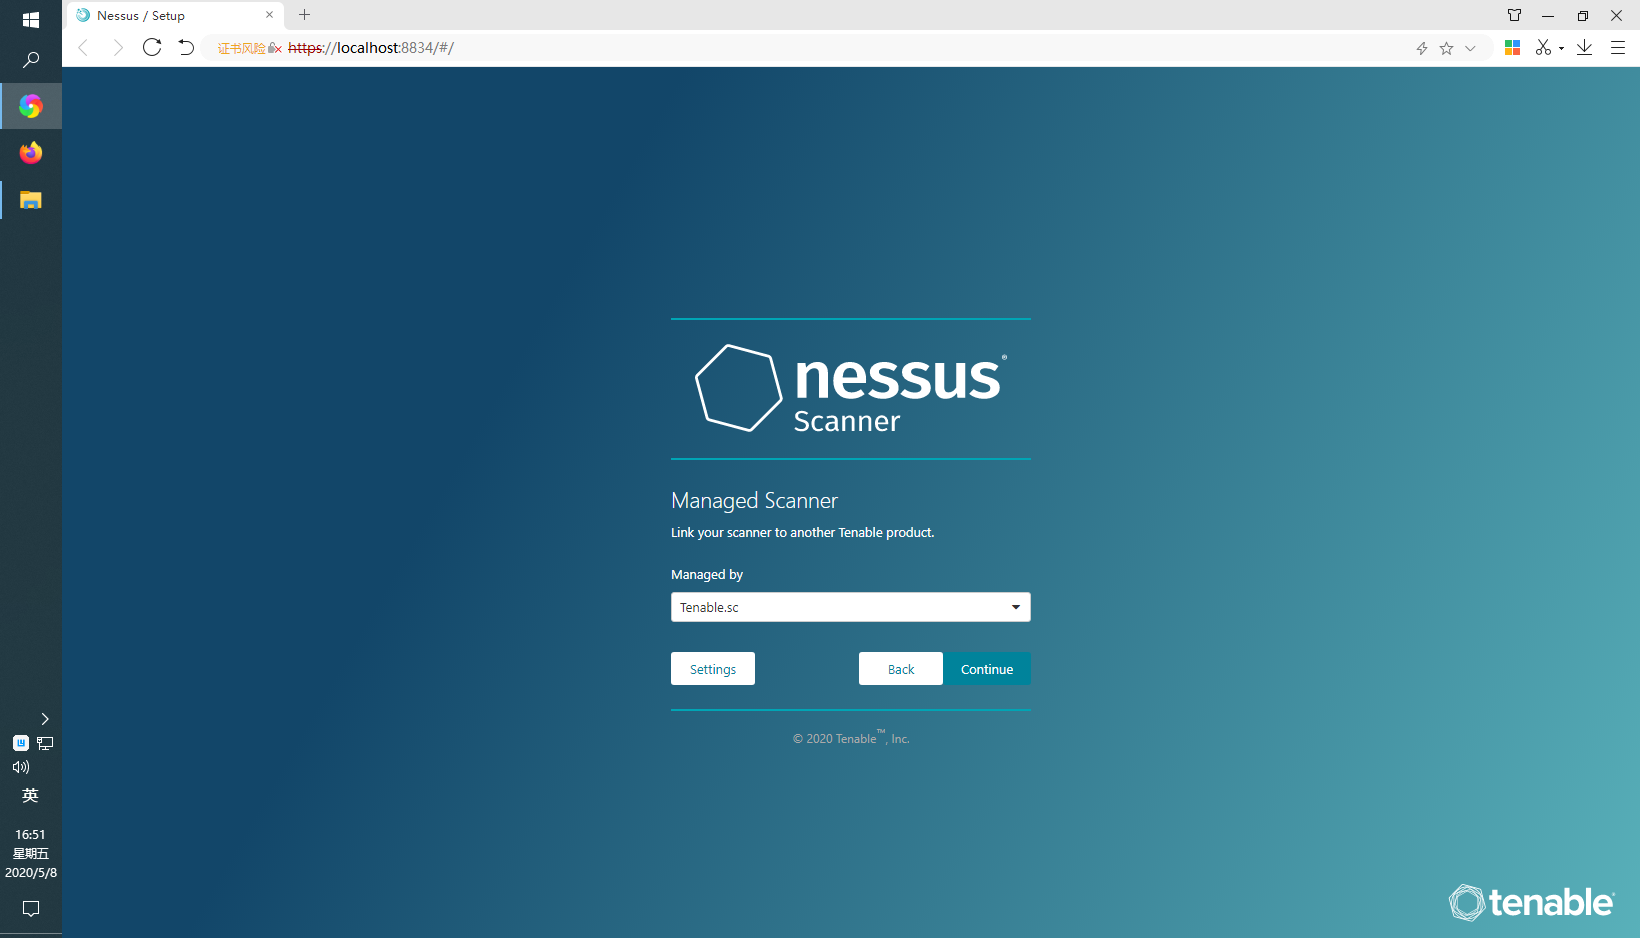 Nessus / Setup
证书风险 https://localhost:8834/#/
nessus®
Scanner
Managed Scanner
Link your scanner to another Tenable product.
Managed by
Tenable.sc
Settings
Back
Continue
© 2020 Tenable™, Inc.
英
16:51
星期五
2020/5/8
tenable®